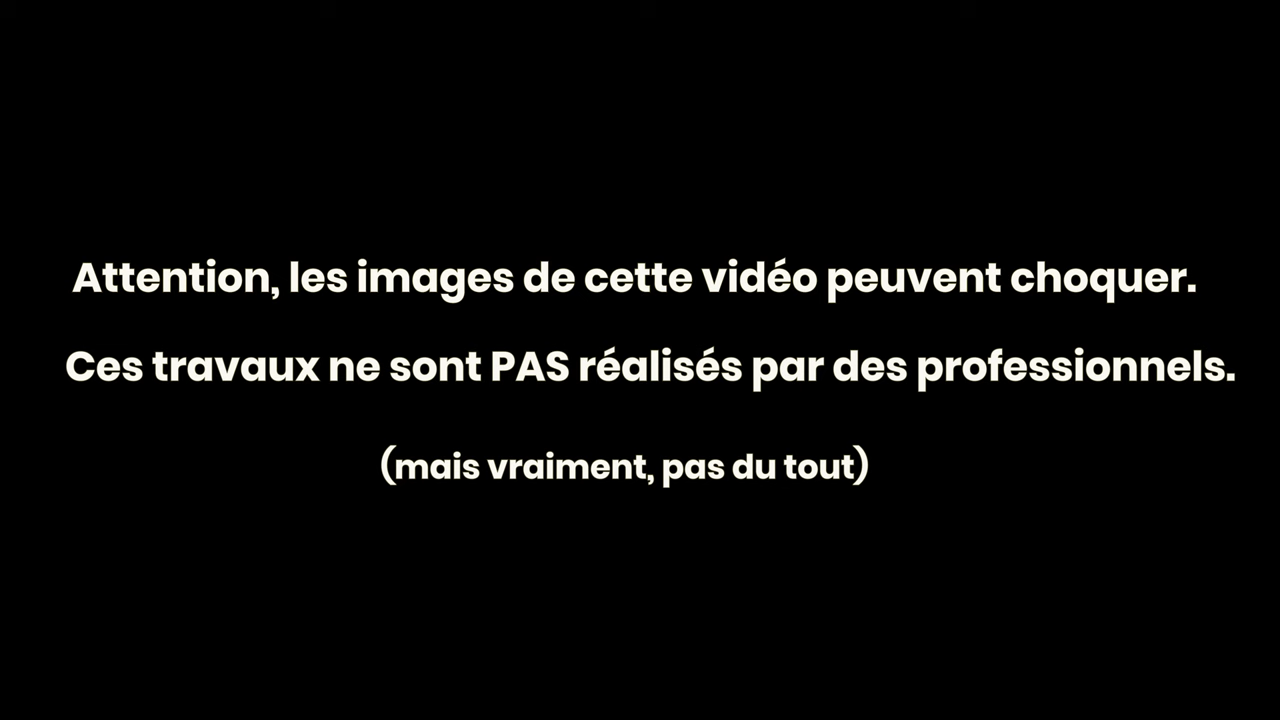 Attention, les images de cette vidéo peuvent choquer.
Ces travaux ne sont PAS réalisés par des professionnels.
(mais vraiment, pas du tout)